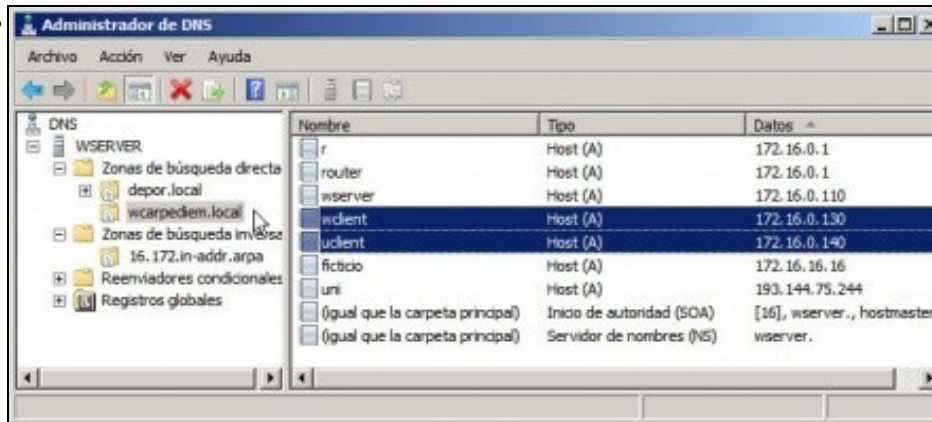 Administrador de DNS
Archivo Acción Ver Ayuda
DNS
WSERVER
Zonas de búsqueda directa
depor.local
wcarpediem.local
Zonas de búsqueda inversa
16.172.in-addr.arpa
Reenviadores condicionales
Registros globales
Nombre Tipo Datos
r Host (A) 172.16.0.1
router Host (A) 172.16.0.1
wserver Host (A) 172.16.0.110
wclient Host (A) 172.16.0.130
uclient Host (A) 172.16.0.140
ficticio Host (A) 172.16.16.16
uni Host (A) 193.144.75.244
(igual que la carpeta principal) Inicio de autoridad (SOA) [16], wserver., hostmaster
(igual que la carpeta principal) Servidor de nombres (NS) wserver.